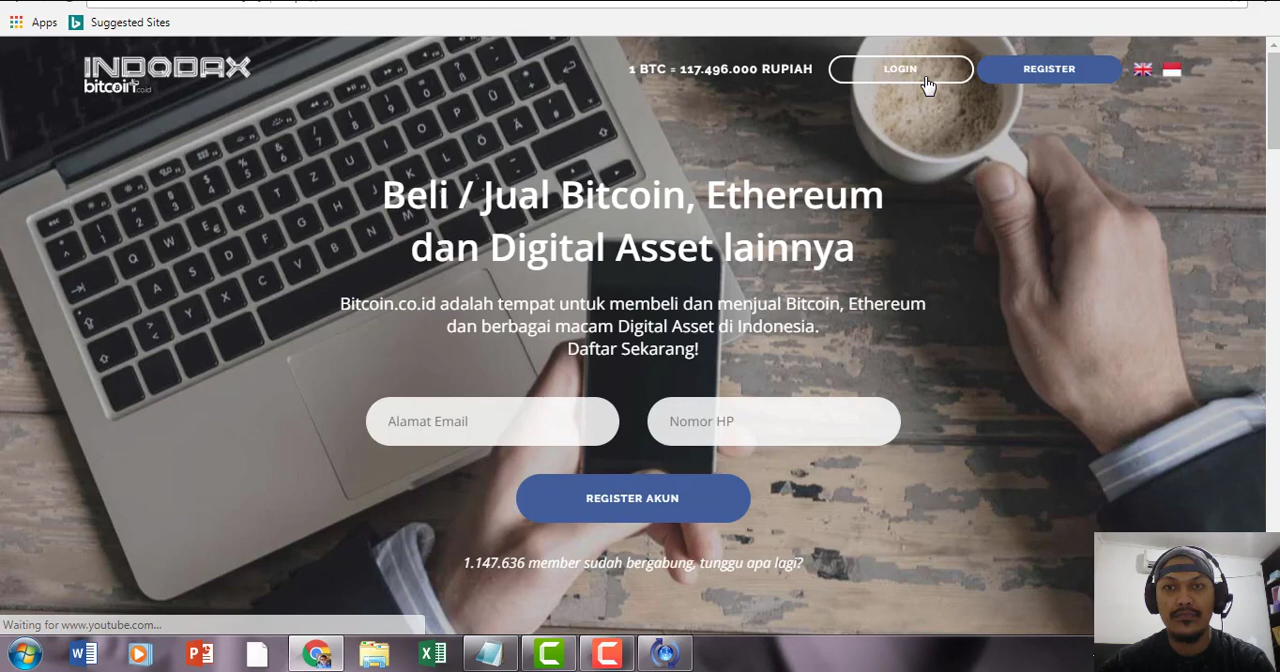 Apps
Suggested Sites
INDODAX
bitcoin.co.id
1 BTC = 117.496.000 RUPIAH
LOGIN
REGISTER
Beli / Jual Bitcoin, Ethereum
dan Digital Asset lainnya
Bitcoin.co.id adalah tempat untuk membeli dan menjual Bitcoin, Ethereum
dan berbagai macam Digital Asset di Indonesia.
Daftar Sekarang!
Alamat Email
Nomor HP
REGISTER AKUN
1.147.636 member sudah bergabung, tunggu apa lagi?
Waiting for www.youtube.com...